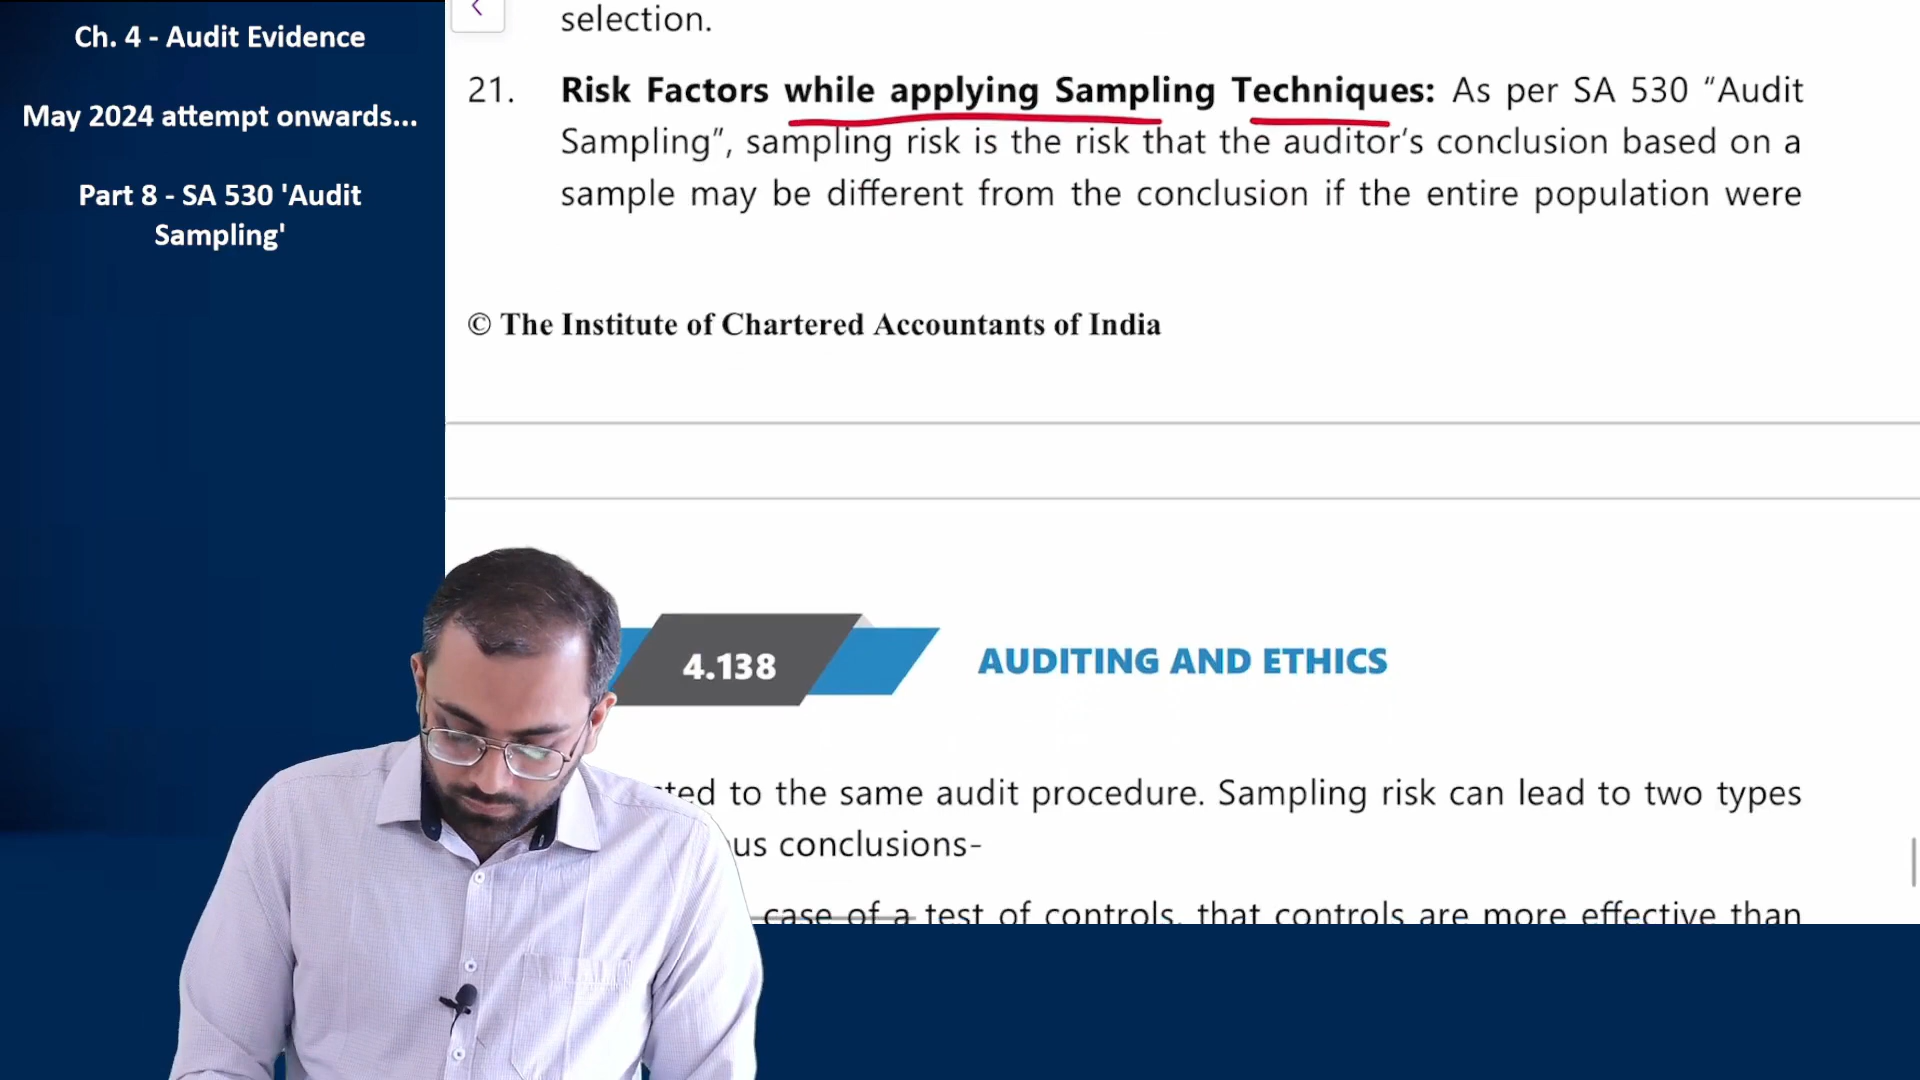 Ch. 4 - Audit Evidence
May 2024 attempt onwards...
Part 8 - SA 530 'Audit
Sampling'
selection.
21. Risk Factors while applying Sampling Techniques: As per SA 530 “Audit
Sampling”, sampling risk is the risk that the auditor’s conclusion based on a
sample may be different from the conclusion if the entire population were
© The Institute of Chartered Accountants of India
4.138 AUDITING AND ETHICS
to the same audit procedure. Sampling risk can lead to two types
conclusions-
case of a test of controls, that controls are more effective than